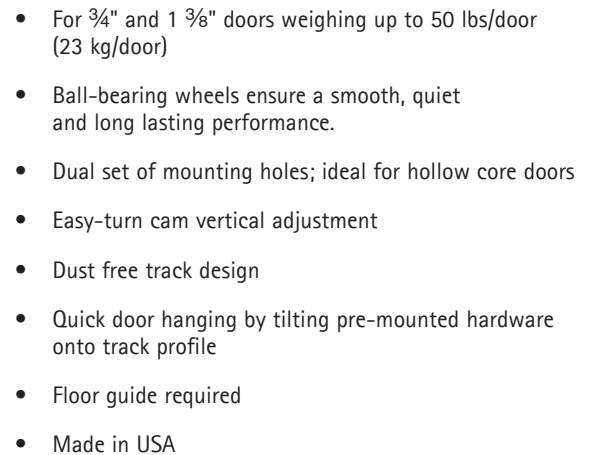 • For ¾" and 1 ⅜" doors weighing up to 50 lbs/door
(23 kg/door)
• Ball-bearing wheels ensure a smooth, quiet
and long lasting performance.
• Dual set of mounting holes; ideal for hollow core doors
• Easy-turn cam vertical adjustment
• Dust free track design
• Quick door hanging by tilting pre-mounted hardware
onto track profile
• Floor guide required
• Made in USA